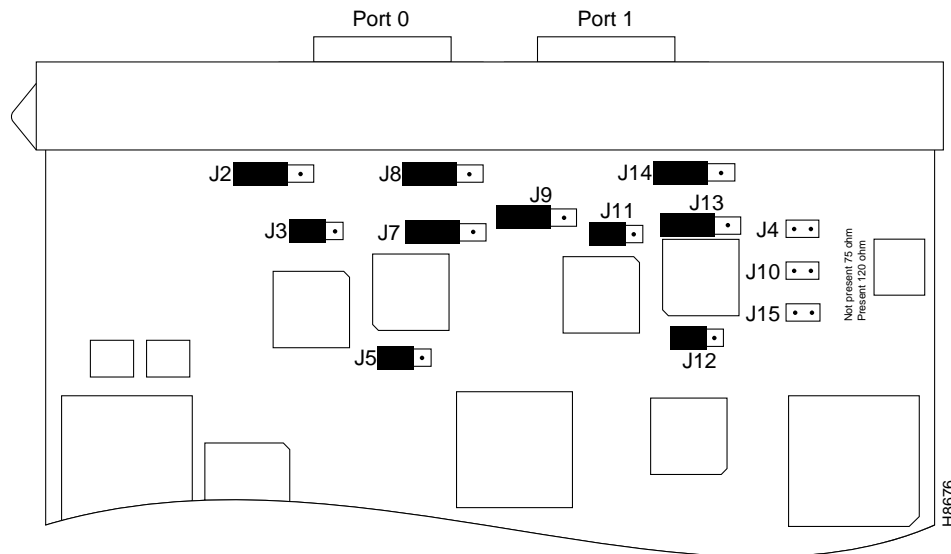 Port 0
Port 1
J2
J8
J14
J9
J11
J13
J3
J7
J4
J10
J15
Not present 75 ohm
Present 120 ohm
J5
J12
H8676